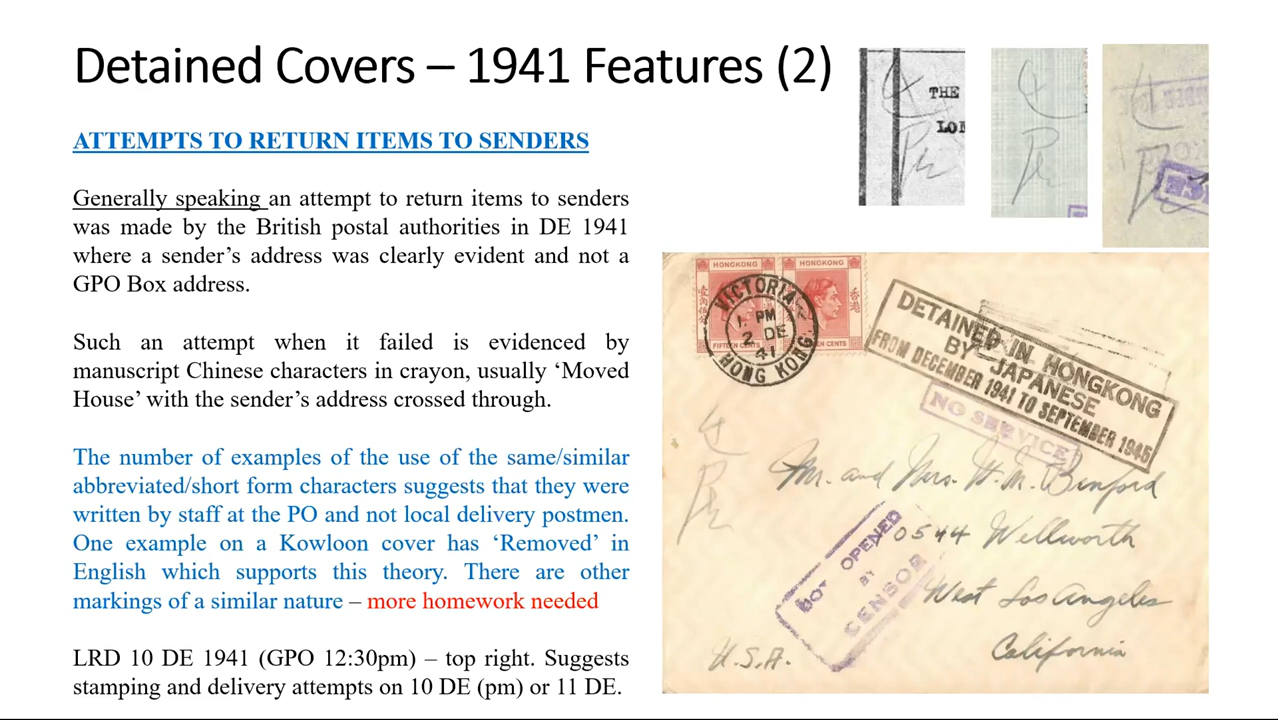 Detained Covers – 1941 Features (2)
ATTEMPTS TO RETURN ITEMS TO SENDERS
Generally speaking an attempt to return items to senders
was made by the British postal authorities in DE 1941
where a sender’s address was clearly evident and not a
GPO Box address.
Such an attempt when it failed is evidenced by
manuscript Chinese characters in crayon, usually ‘Moved
House’ with the sender’s address crossed through.
The number of examples of the use of the same/similar
abbreviated/short form characters suggests that they were
written by staff at the PO and not local delivery postmen.
One example on a Kowloon cover has ‘Removed’ in
English which supports this theory. There are other
markings of a similar nature – more homework needed
LRD 10 DE 1941 (GPO 12:30pm) – top right. Suggests
stamping and delivery attempts on 10 DE (pm) or 11 DE.
THE
HONGKONG
HONGKONG
香港
FIFTEEN CENTS
VICTORIA
1 PM
2 DE
41
HONG KONG
DETAINED IN HONGKONG
BY JAPANESE
FROM DECEMBER 1941 TO SEPTEMBER 1945
NO SERVICE
Mr. and Mrs. H. M. Benford
10544 Wellworth
West Los Angeles
California
U.S.A.
NOT OPENED
BY
CENSOR